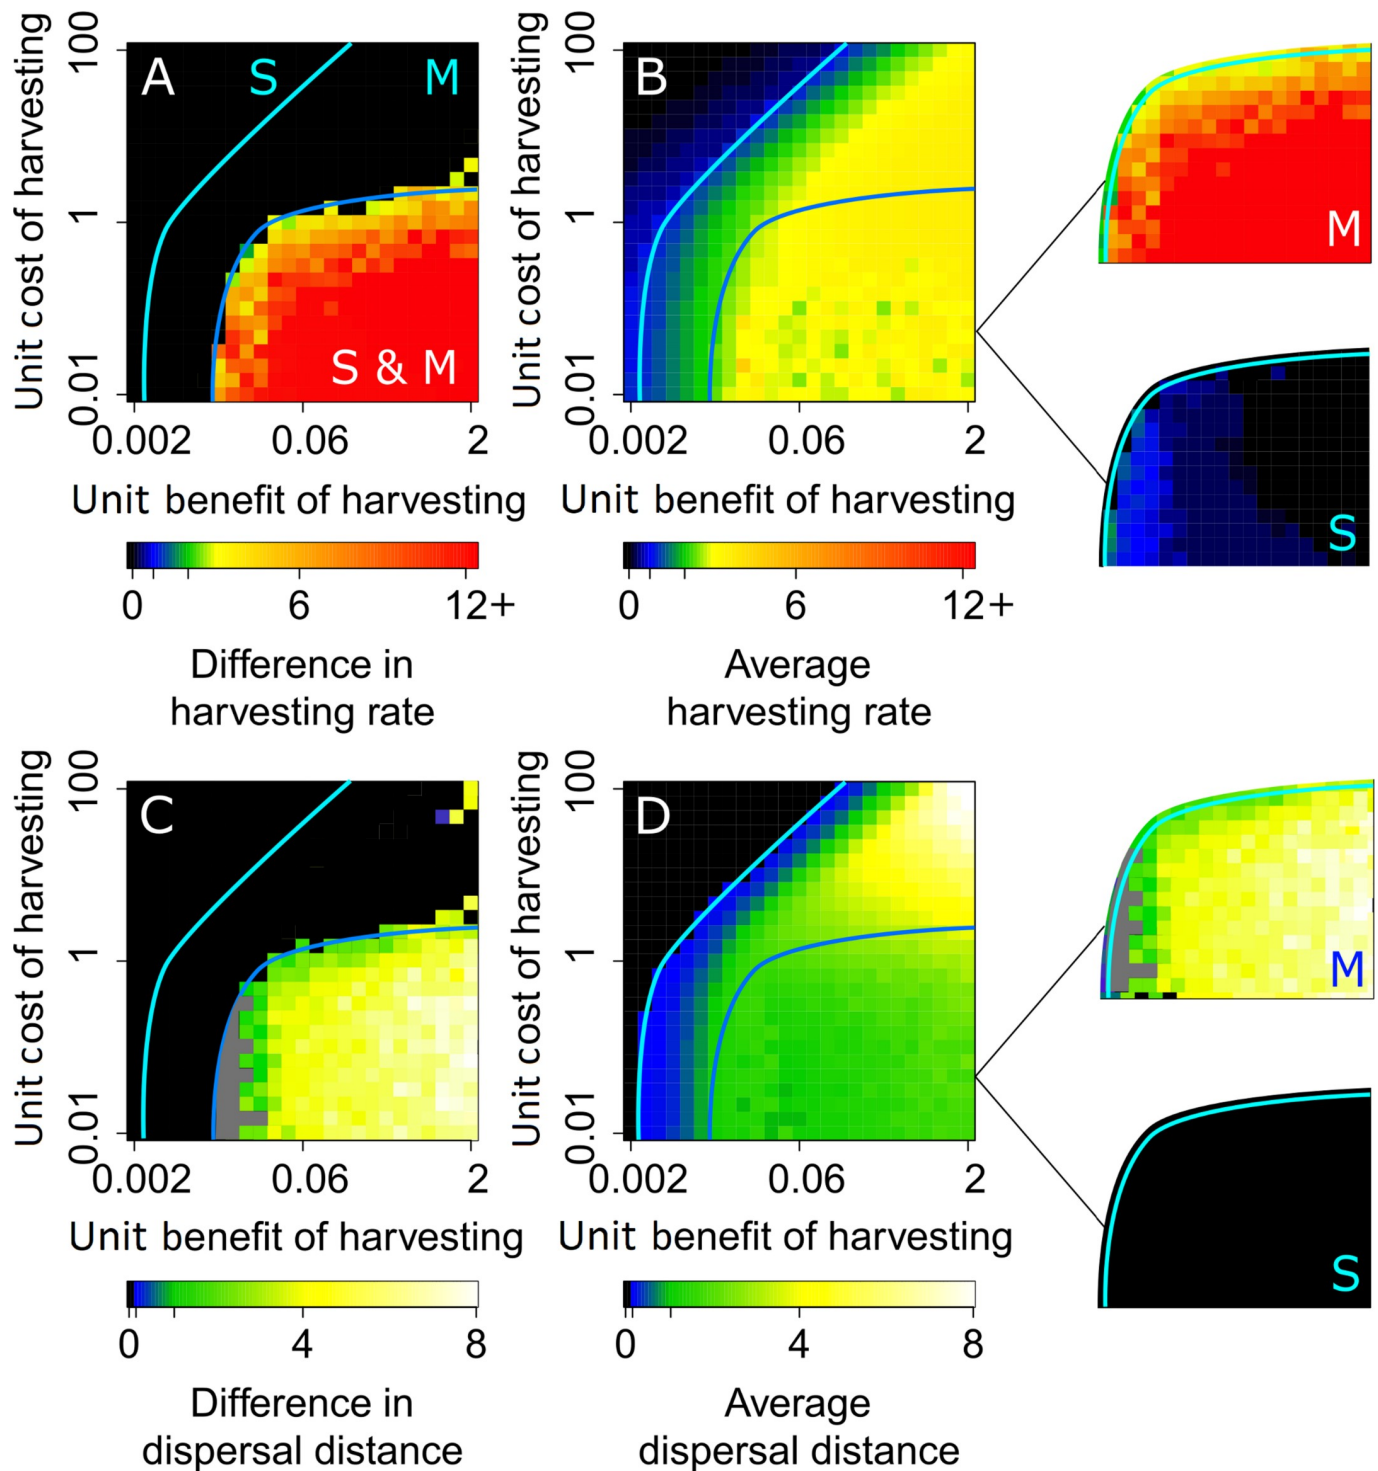 A
S
M
S & M
Unit cost of harvesting
100
1
0.01
0.002
0.06
2
Unit benefit of harvesting
0
6
12+
Difference in
harvesting rate
B
Unit cost of harvesting
100
1
0.01
0.002
0.06
2
Unit benefit of harvesting
0
6
12+
Average
harvesting rate
M
S
C
Unit cost of harvesting
100
1
0.01
0.002
0.06
2
Unit benefit of harvesting
0
4
8
Difference in
dispersal distance
D
Unit cost of harvesting
100
1
0.01
0.002
0.06
2
Unit benefit of harvesting
0
4
8
Average
dispersal distance
M
S